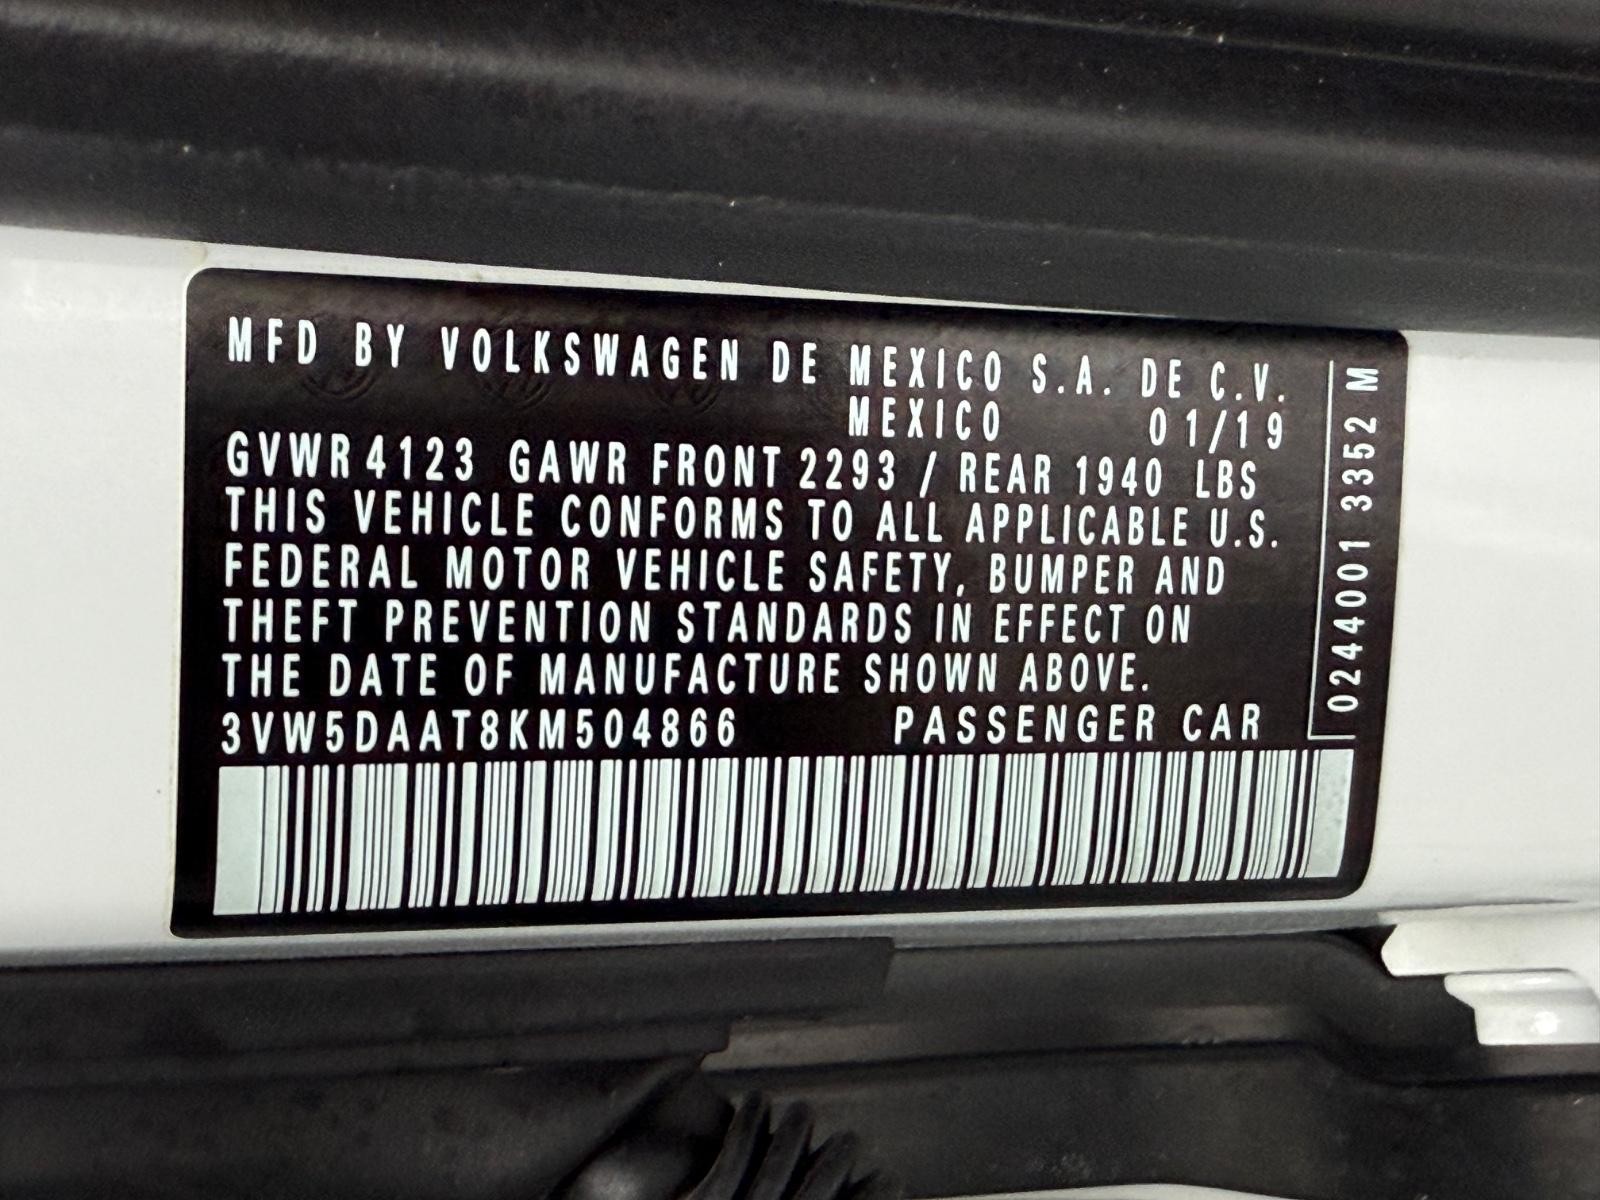 MFD BY VOLKSWAGEN DE MEXICO S.A. DE C.V.
MEXICO 01/19
GVWR 4123 GAWR FRONT 2293 / REAR 1940 LBS
THIS VEHICLE CONFORMS TO ALL APPLICABLE U.S.
FEDERAL MOTOR VEHICLE SAFETY, BUMPER AND
THEFT PREVENTION STANDARDS IN EFFECT ON
THE DATE OF MANUFACTURE SHOWN ABOVE.
3VW5DAAT8KM504866 PASSENGER CAR
0244001 3352 M